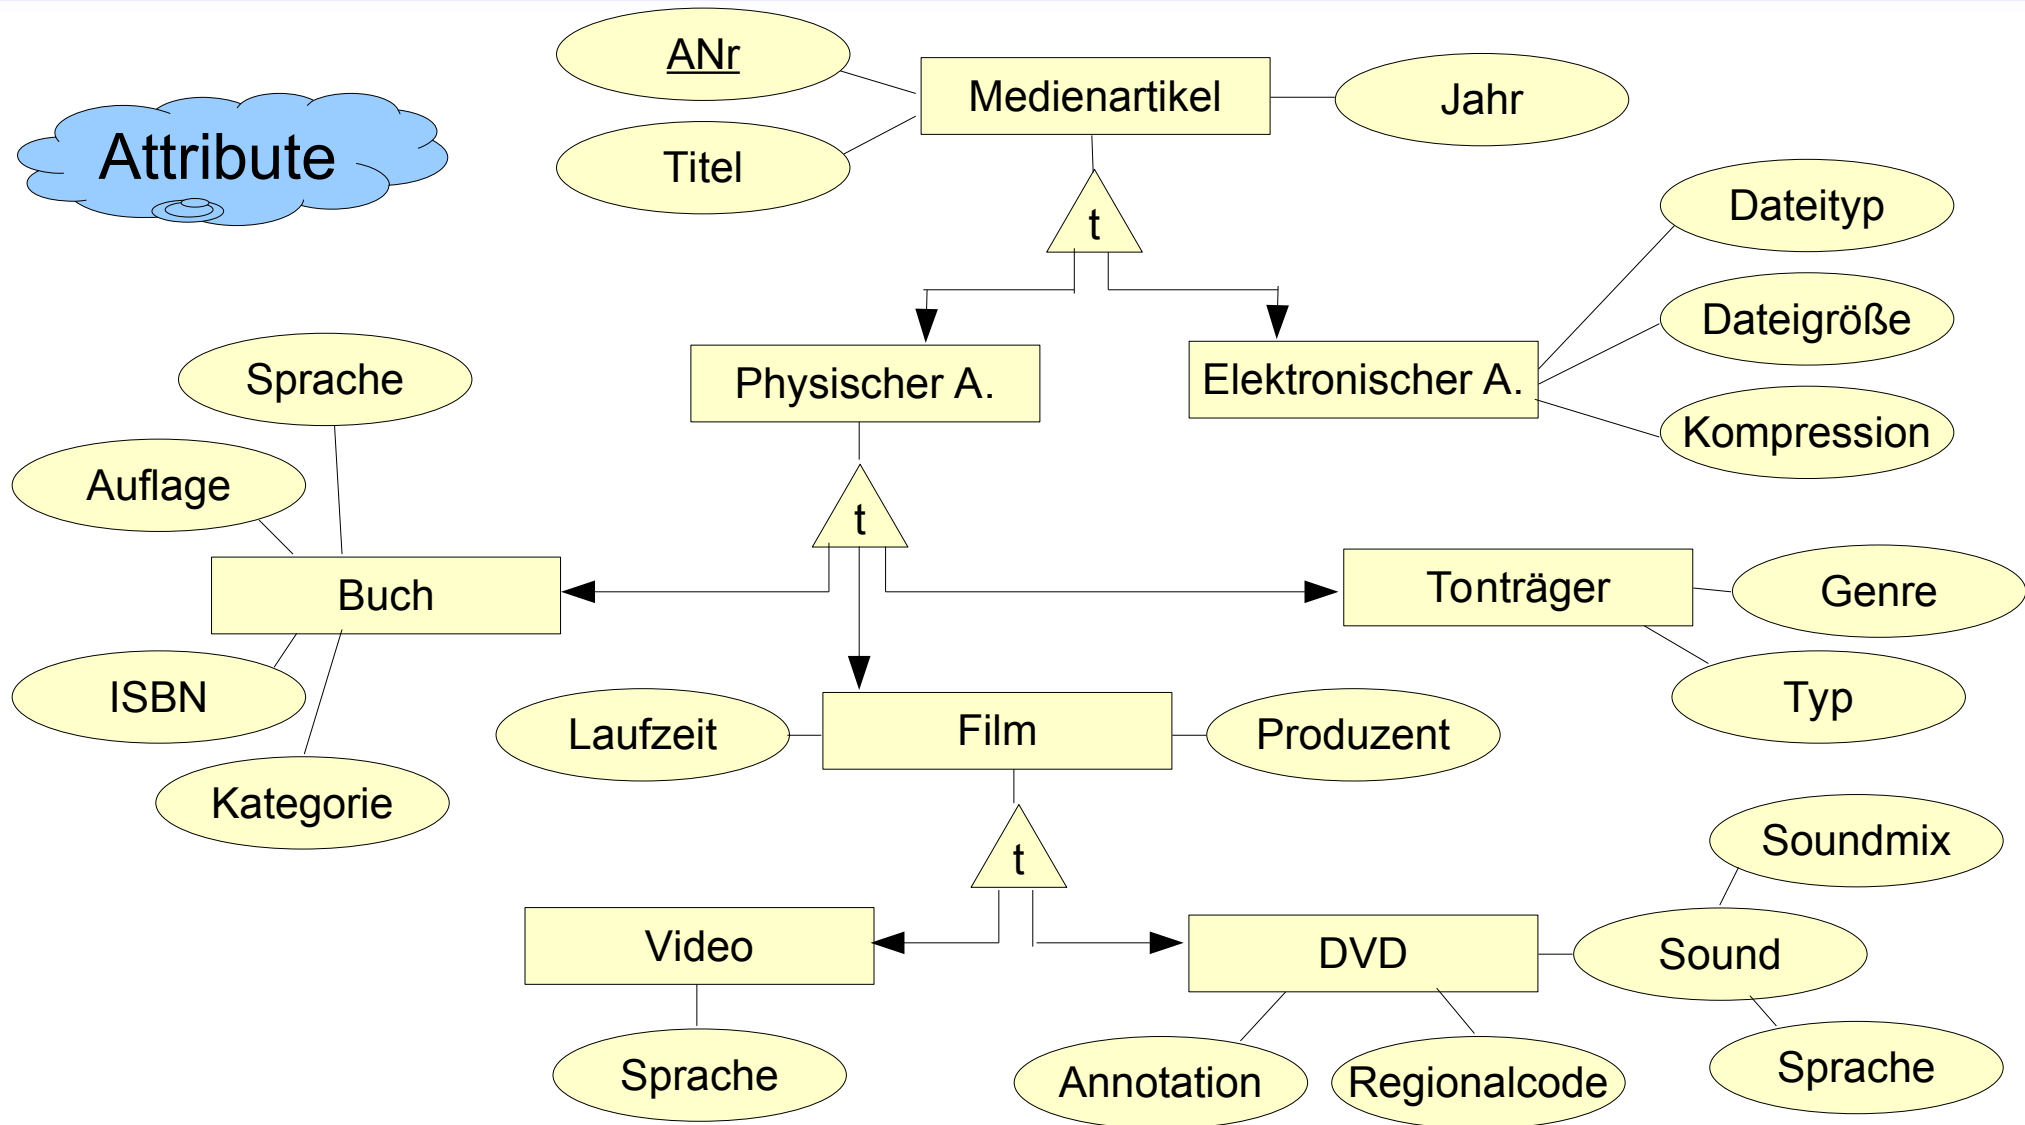 ANr
Medienartikel
Jahr
Attribute
Titel
Dateityp
t
Dateigröße
Sprache
Physischer A.
Elektronischer A.
Kompression
Auflage
t
Buch
Tonträger
Genre
ISBN
Typ
Laufzeit
Film
Produzent
Kategorie
Soundmix
t
Video
DVD
Sound
Sprache
Annotation
Regionalcode
Sprache